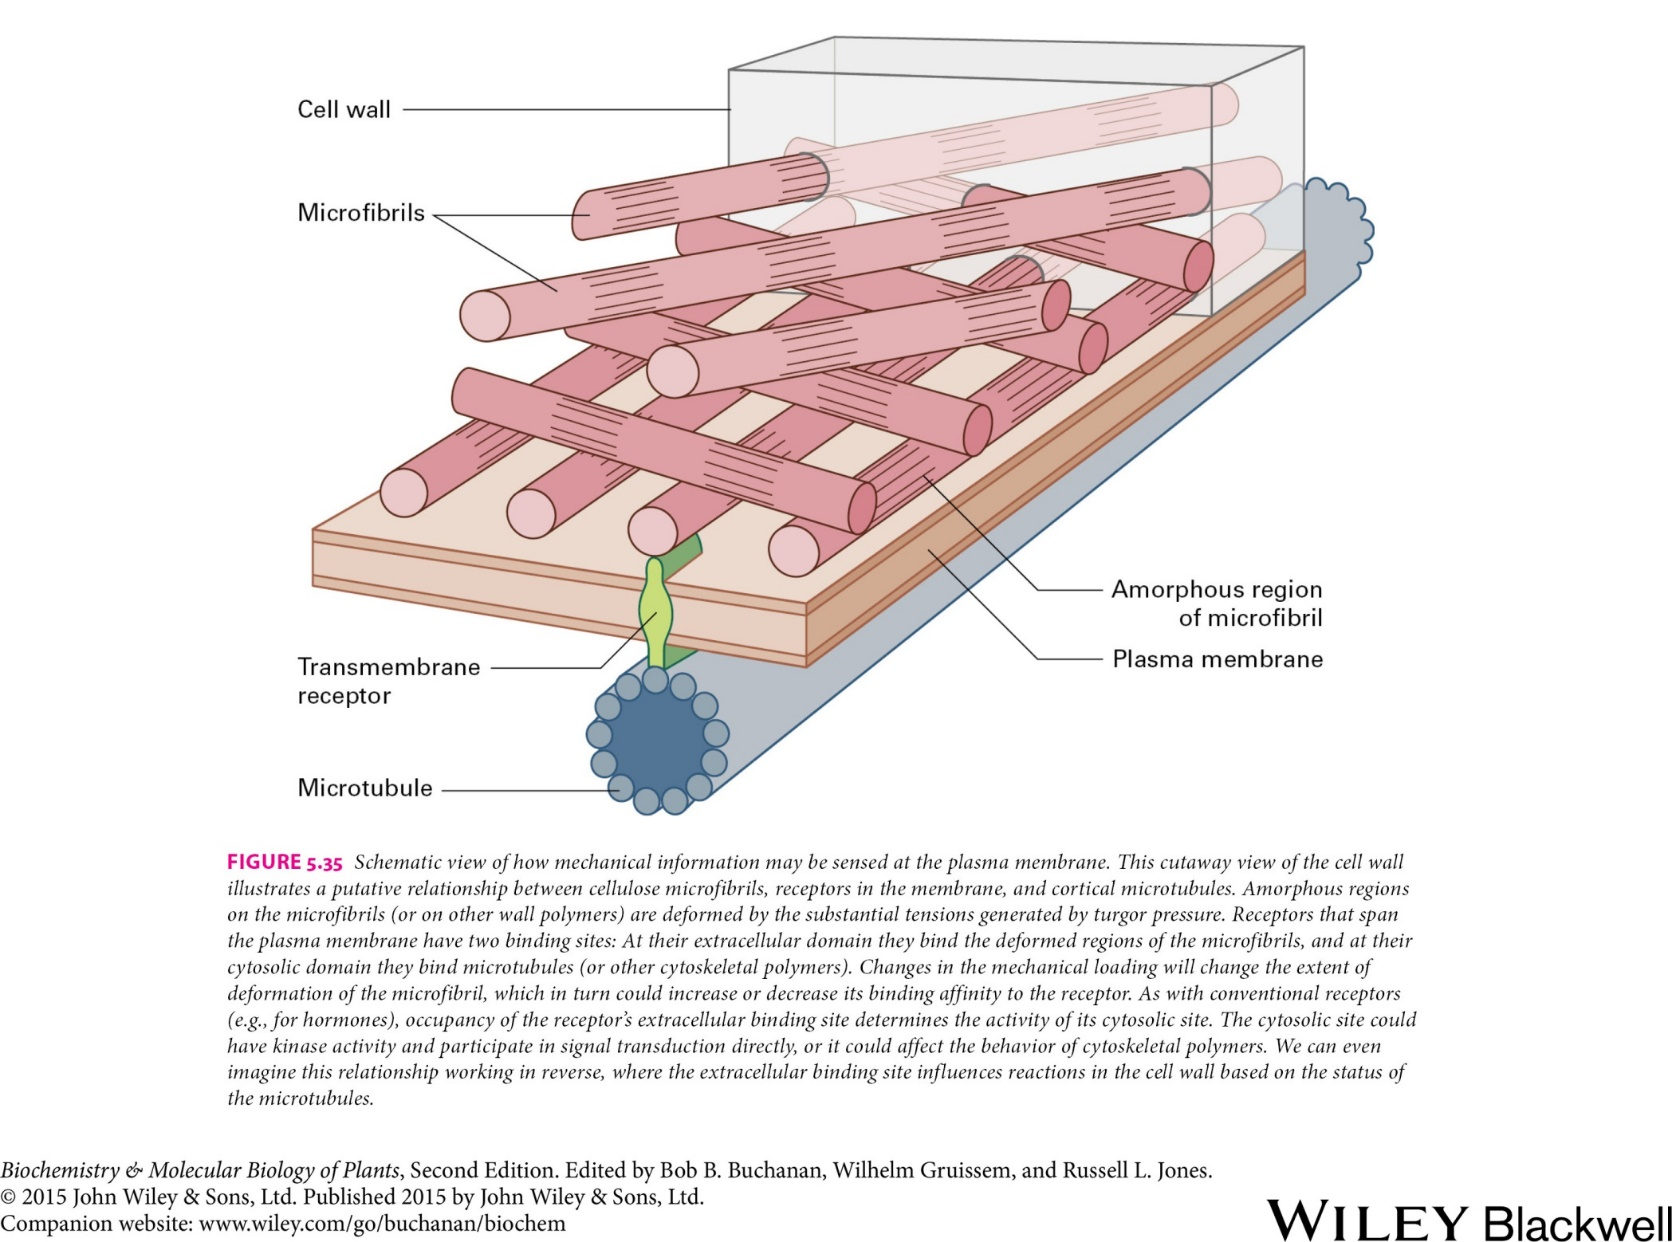 Cell wall
Microfibrils
Amorphous region
of microfibril
Plasma membrane
Transmembrane
receptor
Microtubule
FIGURE 5.35 Schematic view of how mechanical information may be sensed at the plasma membrane. This cutaway view of the cell wall
illustrates a putative relationship between cellulose microfibrils, receptors in the membrane, and cortical microtubules. Amorphous regions
on the microfibrils (or on other wall polymers) are deformed by the substantial tensions generated by turgor pressure. Receptors that span
the plasma membrane have two binding sites: At their extracellular domain they bind the deformed regions of the microfibrils, and at their
cytosolic domain they bind microtubules (or other cytoskeletal polymers). Changes in the mechanical loading will change the extent of
deformation of the microfibril, which in turn could increase or decrease its binding affinity to the receptor. As with conventional receptors
(e.g., for hormones), occupancy of the receptor's extracellular binding site determines the activity of its cytosolic site. The cytosolic site could
have kinase activity and participate in signal transduction directly, or it could affect the behavior of cytoskeletal polymers. We can even
imagine this relationship working in reverse, where the extracellular binding site influences reactions in the cell wall based on the status of
the microtubules.
Biochemistry & Molecular Biology of Plants, Second Edition. Edited by Bob B. Buchanan, Wilhelm Gruissem, and Russell L. Jones.
© 2015 John Wiley & Sons, Ltd. Published 2015 by John Wiley & Sons, Ltd.
Companion website: www.wiley.com/go/buchanan/biochem
WILEY Blackwell